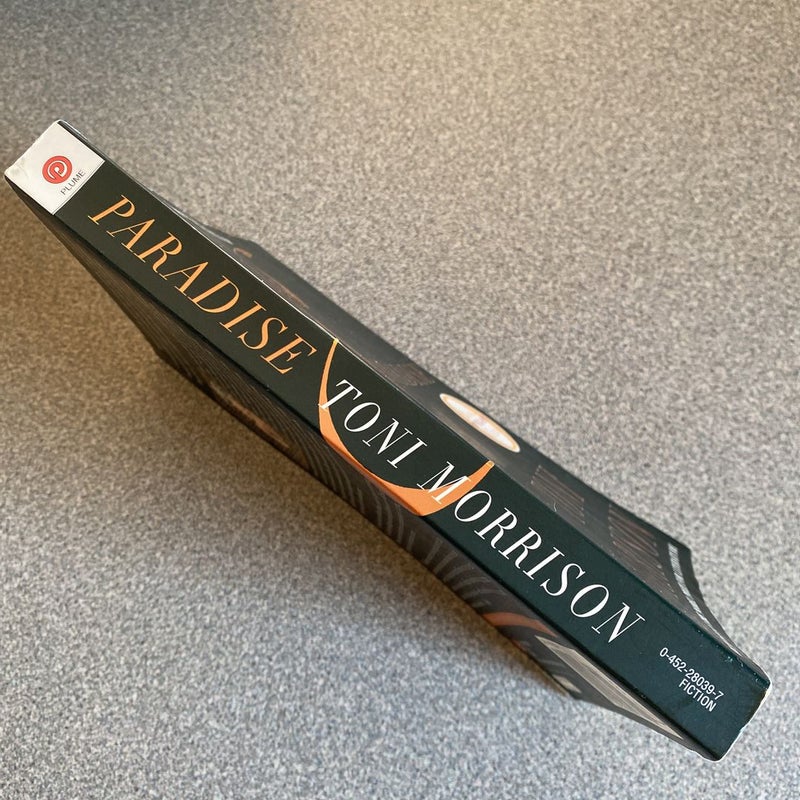 PLUME
PARADISE
TONI MORRISON
0-452-28039-7
FICTION